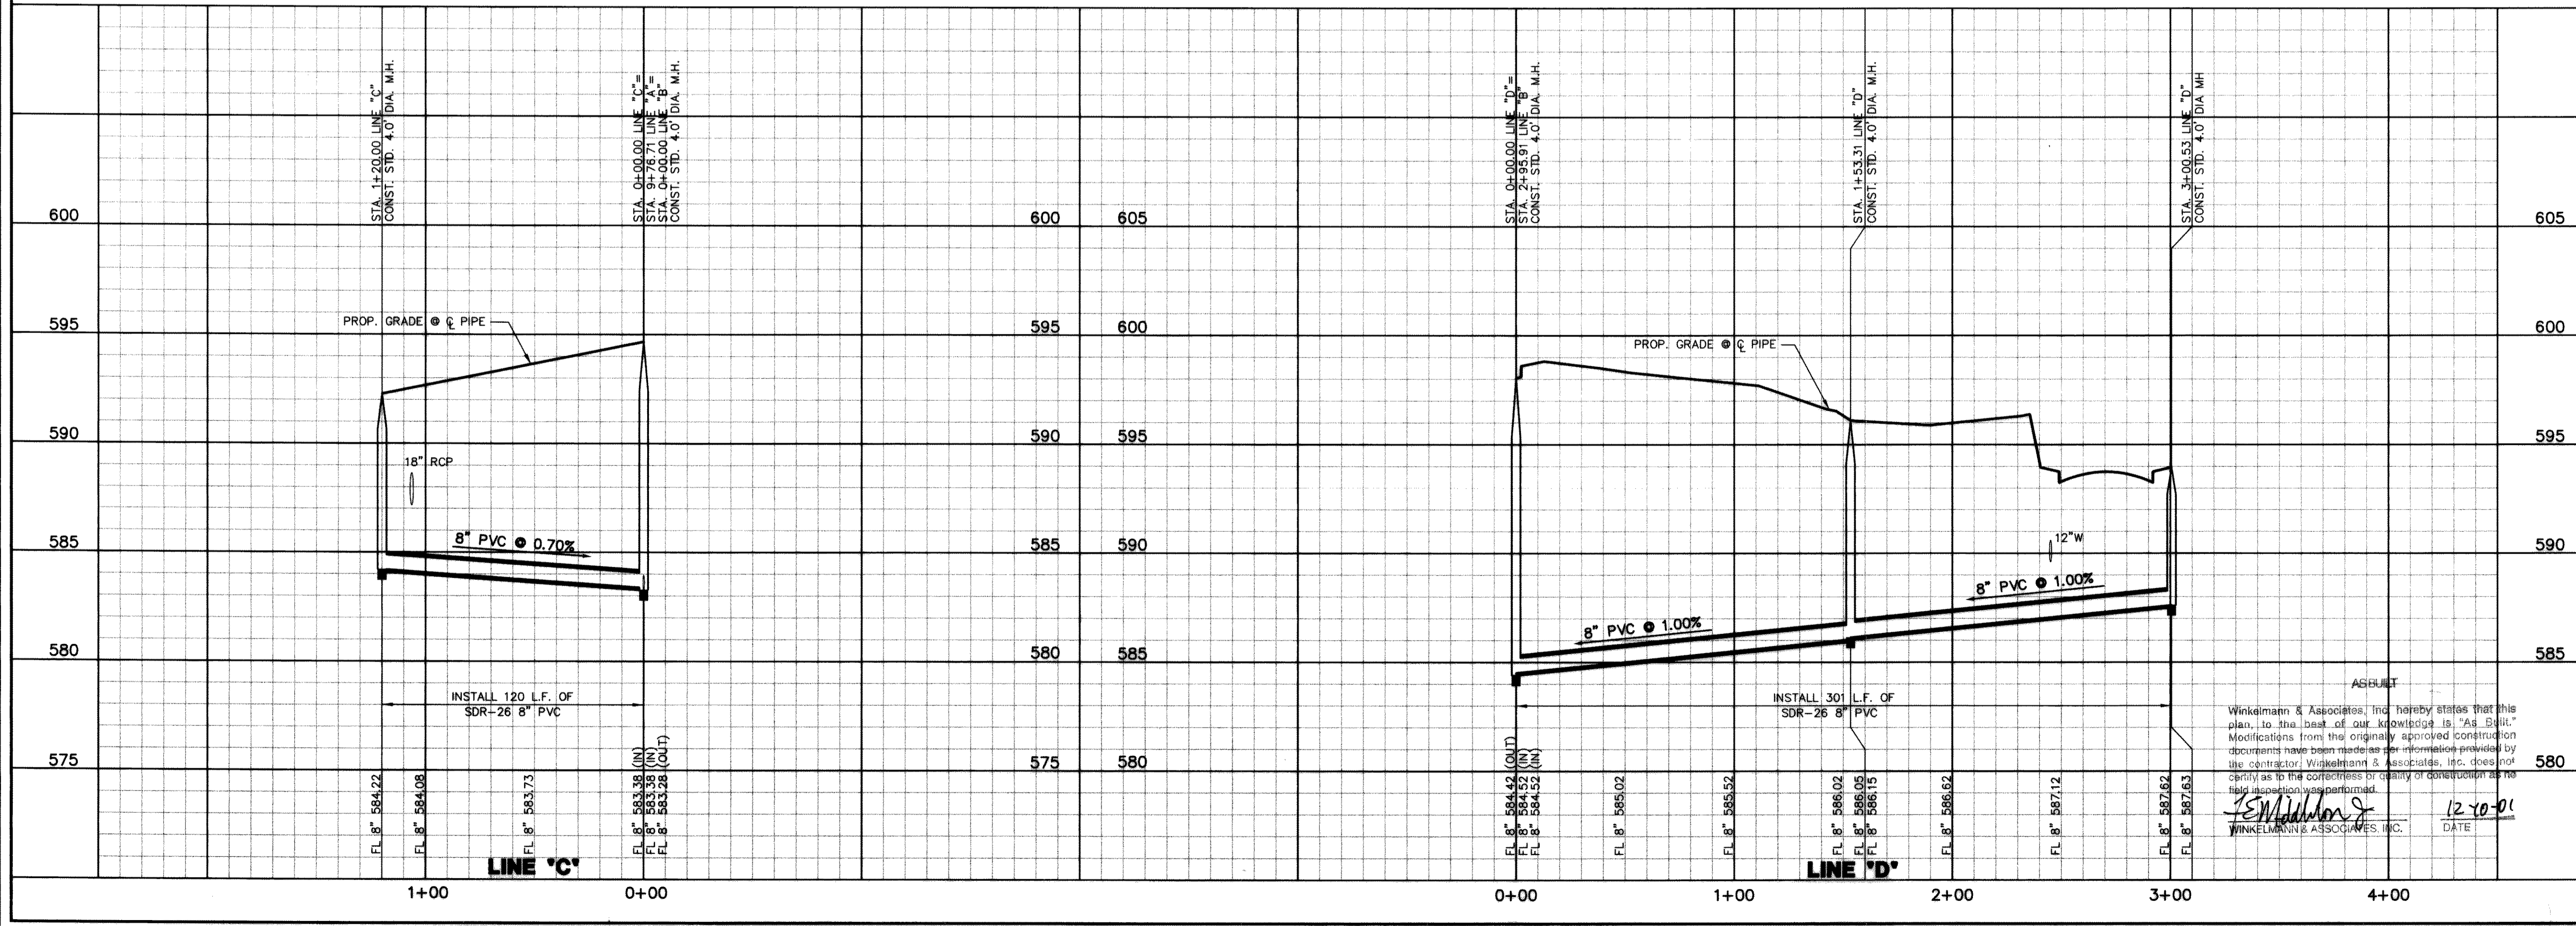 STA. 1+20.00 LINE "C"
CONST. STD. 4.0' DIA. M.H.
STA. 0+00.00 LINE "C"=
STA. 9+76.71 LINE "A"=
STA. 0+00.00 LINE "B"
CONST. STD. 4.0' DIA. M.H.
600
595
590
585
580
575
PROP. GRADE @ ℄ PIPE
18" RCP
8" PVC @ 0.70%
INSTALL 120 L.F. OF
SDR-26 8" PVC
FL 8" 584.22
FL 8" 584.08
FL 8" 583.73
FL 8" 583.38 (IN)
FL 8" 583.38 (IN)
FL 8" 583.28 (OUT)
LINE "C"
1+00
0+00
600
595
590
585
580
575
605
600
595
590
585
580
STA. 0+00.00 LINE "D"=
STA. 2+95.91 LINE "B"
CONST. STD. 4.0' DIA. M.H.
STA. 1+53.31 LINE "D"
CONST. STD. 4.0' DIA. M.H.
STA. 3+00.53 LINE "D"
CONST. STD. 4.0' DIA MH
PROP. GRADE @ ℄ PIPE
12"W
8" PVC @ 1.00%
8" PVC @ 1.00%
INSTALL 301 L.F. OF
SDR-26 8" PVC
FL 8" 584.42 (OUT)
FL 8" 584.52 (IN)
FL 8" 584.52 (IN)
FL 8" 585.02
FL 8" 585.52
FL 8" 586.02
FL 8" 586.05
FL 8" 586.15
FL 8" 586.62
FL 8" 587.12
FL 8" 587.62
FL 8" 587.63
LINE "D"
0+00
1+00
2+00
3+00
4+00
605
600
595
590
585
580
AS BUILT
Winkelmann & Associates, Inc. hereby states that this
plan, to the best of our knowledge is "As Built."
Modifications from the originally approved construction
documents have been made as per information provided by
the contractor; Winkelmann & Associates, Inc. does not
certify as to the correctness or quality of construction as no
field inspection was performed.
WINKELMANN & ASSOCIATES, INC.
12-10-01
DATE